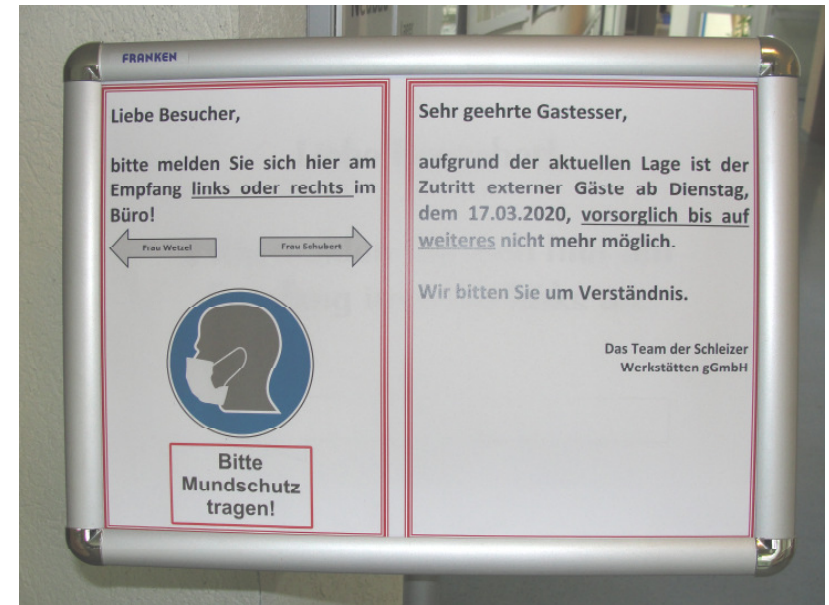 FRANKEN
Liebe Besucher,
bitte melden Sie sich hier am
Empfang links oder rechts im
Büro!
Frau Wetzel
Frau Schubert
Bitte
Mundschutz
tragen!
Sehr geehrte Gastesser,
aufgrund der aktuellen Lage ist der
Zutritt externer Gäste ab Dienstag,
dem 17.03.2020, vorsorglich bis auf
weiteres nicht mehr möglich.
Wir bitten Sie um Verständnis.
Das Team der Schleizer
Werkstätten gGmbH